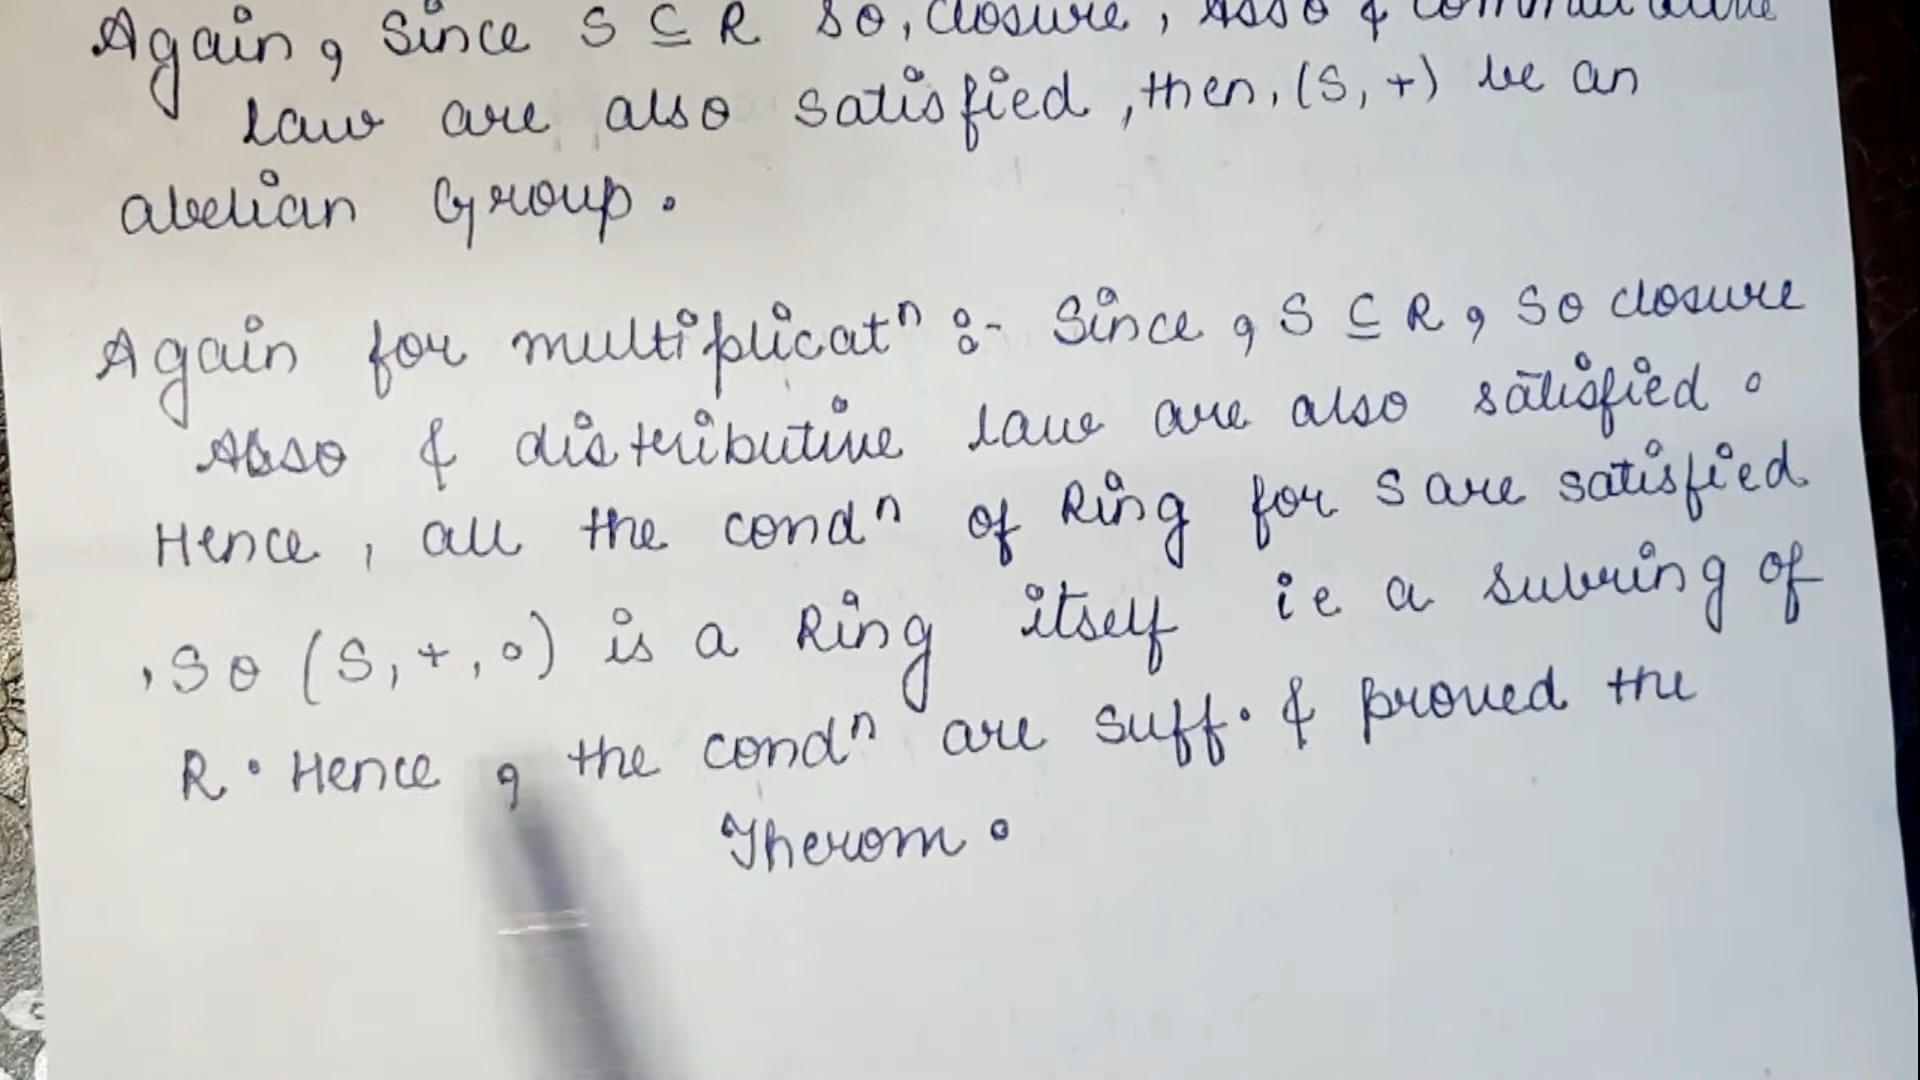 Again, Since S ⊆ R so, closure, Asso & commutative
law are also satisfied, then, (S, +) be an
abelian Group.
Again for multiplicatⁿ :- Since, S ⊆ R, So closure
Asso & distributive law are also satisfied.
Hence, all the condⁿ of Ring for S are satisfied
, So (S, +, ∘) is a Ring itself ie a subring of
R. Hence, the condⁿ are suff. & proved the
Therom.